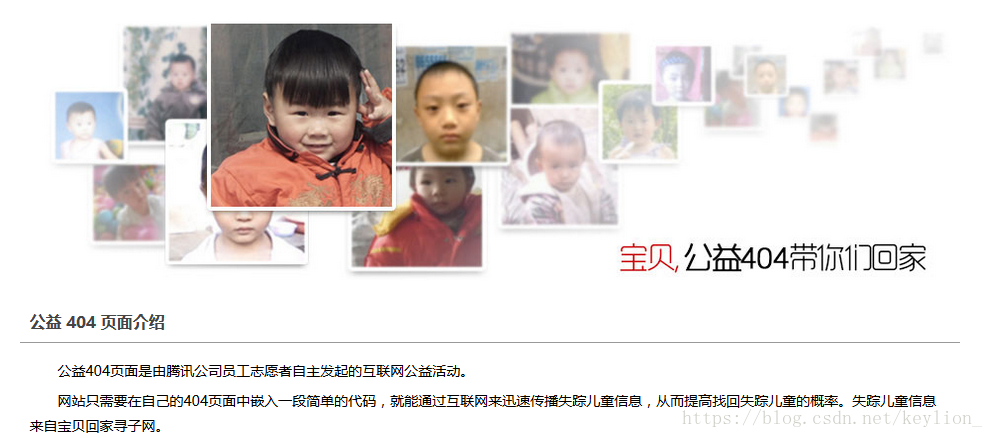 宝贝,公益404带你们回家
公益 404 页面介绍
公益404页面是由腾讯公司员工志愿者自主发起的互联网公益活动。
网站只需要在自己的404页面中嵌入一段简单的代码，就能通过互联网来迅速传播失踪儿童信息，从而提高找回失踪儿童的概率。失踪儿童信息
来自宝贝回家寻子网。
https://blog.csdn.net/keylion_